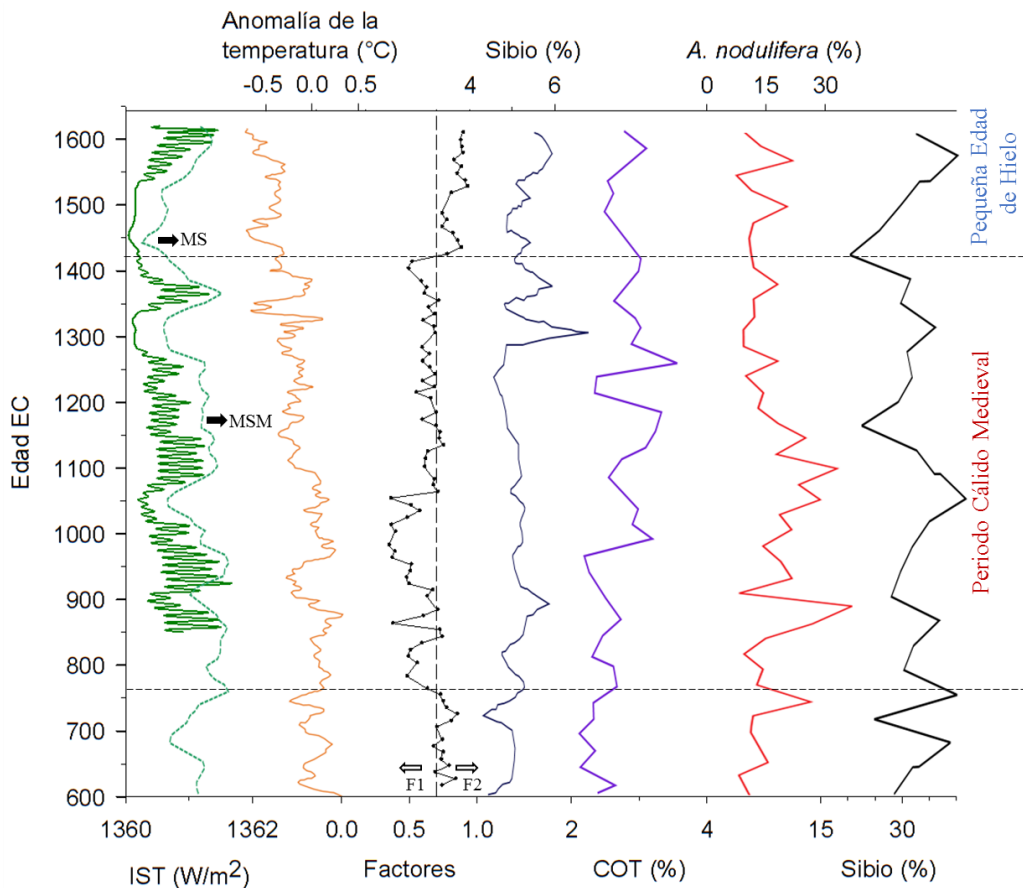 Anomalía de la
temperatura (°C)
Sibio (%)
A. nodulifera (%)
-0.5 0.0 0.5
4 6
0 15 30
1600
1500
1400
1300
1200
1100
1000
900
800
700
600
Edad EC
MS
MSM
F1
F2
Pequeña Edad
de Hielo
Periodo Cálido Medieval
1360 1362
0.0 0.5 1.0
2 4
15 30
IST (W/m2)
Factores
COT (%)
Sibio (%)